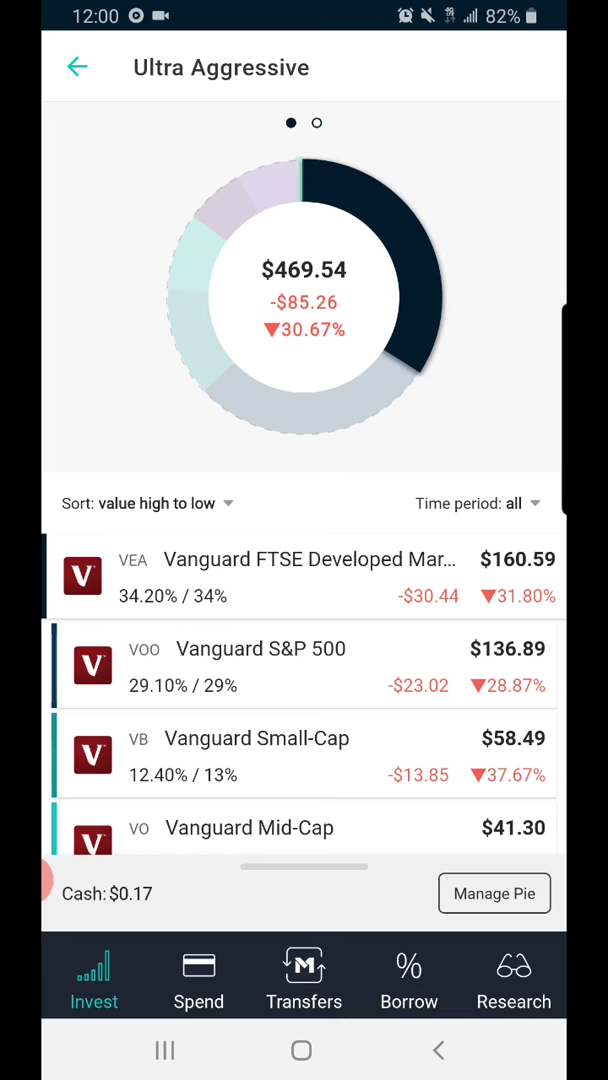 12:00 82%
Ultra Aggressive
$469.54
-$85.26
▼30.67%
Sort: value high to low Time period: all
VEA Vanguard FTSE Developed Mar... $160.59
34.20% / 34% -$30.44 ▼31.80%
VOO Vanguard S&P 500 $136.89
29.10% / 29% -$23.02 ▼28.87%
VB Vanguard Small-Cap $58.49
12.40% / 13% -$13.85 ▼37.67%
VO Vanguard Mid-Cap $41.30
Cash: $0.17 Manage Pie
Invest Spend Transfers Borrow Research